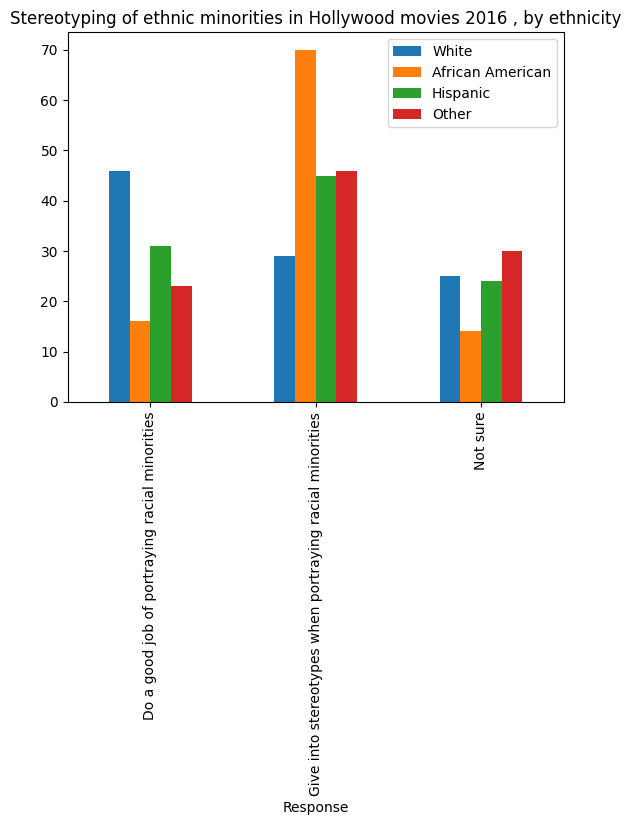 Stereotyping of ethnic minorities in Hollywood movies 2016 , by ethnicity
White
African American
Hispanic
Other
70
60
50
40
30
20
10
0
Do a good job of portraying racial minorities
Give into stereotypes when portraying racial minorities
Not sure
Response